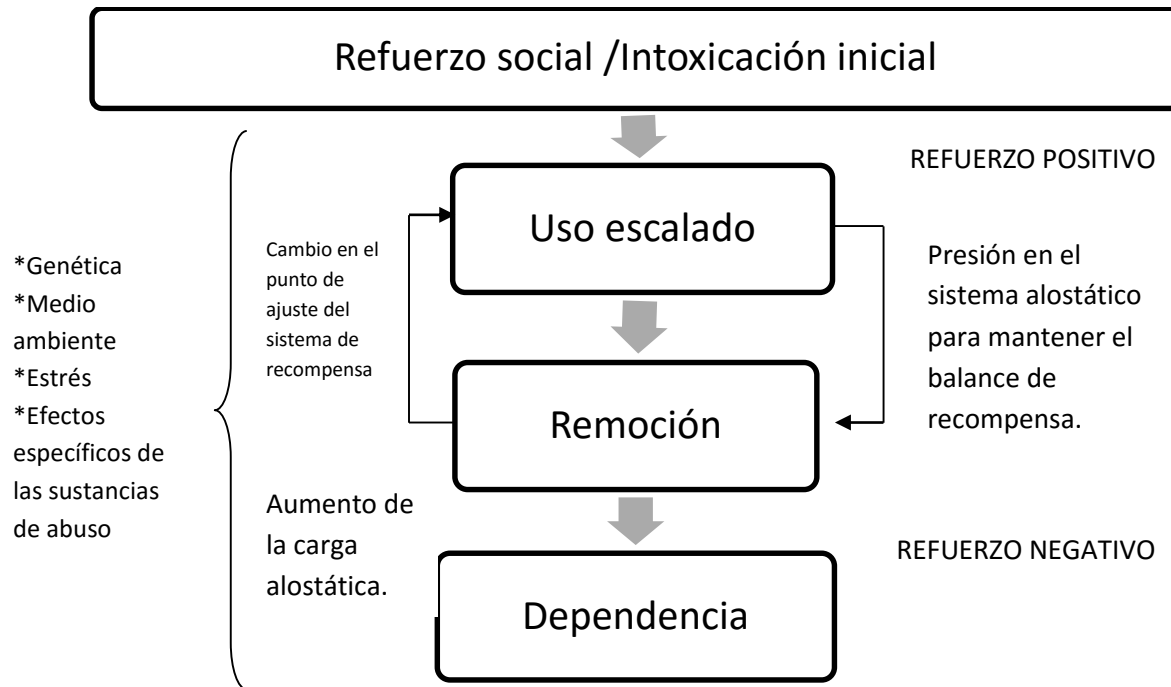 Refuerzo social /Intoxicación inicial
REFUERZO POSITIVO
Uso escalado
*Genética
*Medio
ambiente
*Estrés
*Efectos
específicos de
las sustancias
de abuso
Cambio en el
punto de
ajuste del
sistema de
recompensa
Presión en el
sistema alostático
para mantener el
balance de
recompensa.
Remoción
Aumento de
la carga
alostática.
REFUERZO NEGATIVO
Dependencia